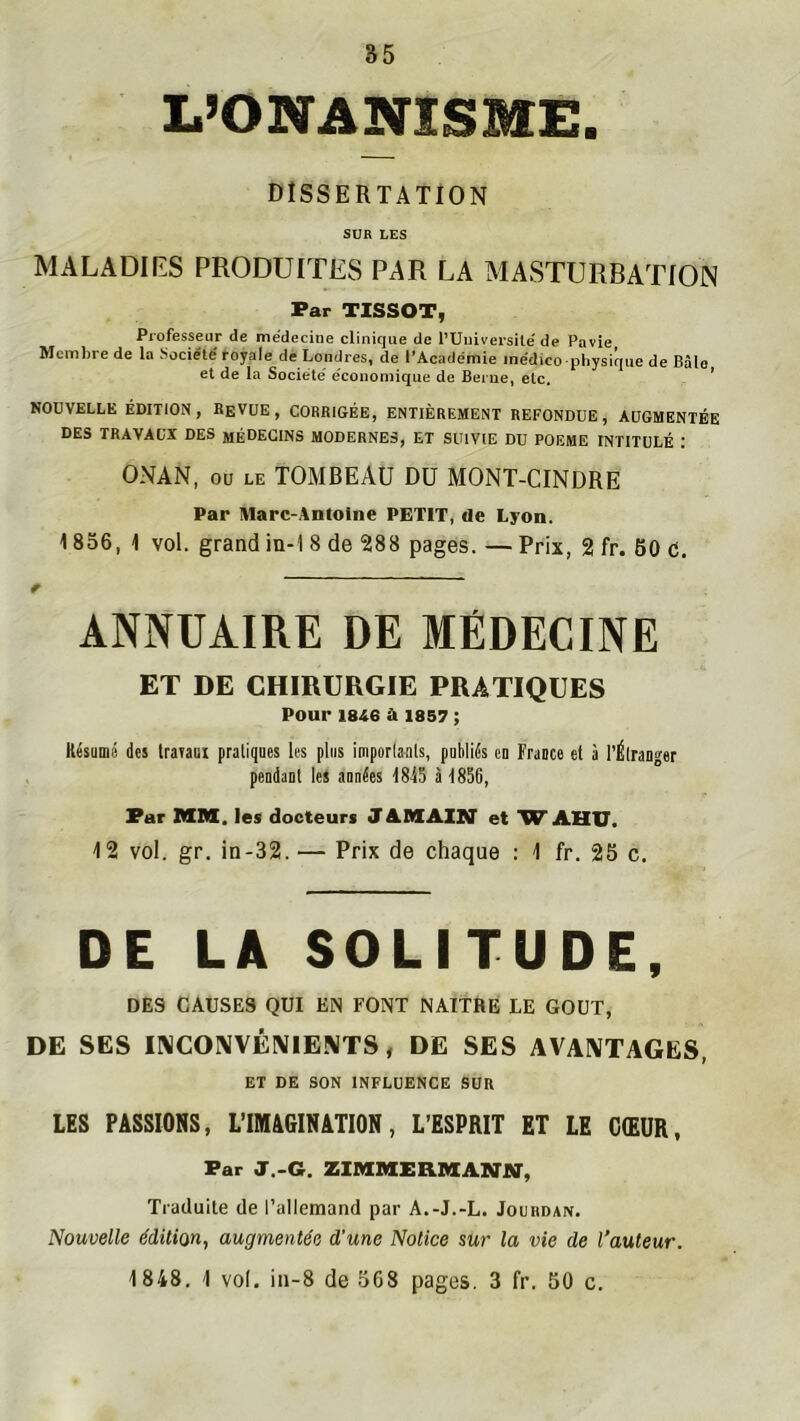 35
L'ONANISME.
DISSERTATION
SUR LES
MALADIES PRODUITES PAR LA MASTURBATION
Par TISSOT,
Professeur de médecine clinique de l'Université de Pavie,
Membre de la Société royale de Londres, de l'Académie médico-physique de Bâle,
et de la Société économique de Berne, etc.
NOUVELLE ÉDITION, REVUE, CORRIGÉE, ENTIÈREMENT REFONDUE, AUGMENTÉE
DES TRAVAUX DES MÉDECINS MODERNES, ET SUIVIE DU POEME INTITULÉ :
ONAN, OU LE TOMBEAU DU MONT-CINDRE
Par Marc-Antoine PETIT, de Lyon.
1856, 1 vol. grand in-18 de 288 pages. — Prix, 2 fr. 50 c.
ANNUAIRE DE MÉDECINE
ET DE CHIRURGIE PRATIQUES
Pour 1846 à 1857 ;
Résumé des travaux pratiques les plus importants, publiés en France et à l'Étranger
pendant les années 1845 à 1856,
Par MM. les docteurs JAMAIN et WAHU.
12 vol. gr. in-32. — Prix de chaque : 1 fr. 25 c.
DE LA SOLITUDE,
DES CAUSES QUI EN FONT NAITRE LE GOUT,
DE SES INCONVÉNIENTS, DE SES AVANTAGES,
ET DE SON INFLUENCE SUR
LES PASSIONS, L'IMAGINATION, L'ESPRIT ET LE CŒUR,
Par J.-G. ZIMMERMANN,
Traduite de l'allemand par A.-J.-L. JOURDAN.
Nouvelle édition, augmentée d'une Notice sur la vie de l'auteur.
1848. 1 vol. in-8 de 568 pages. 3 fr. 50 c.